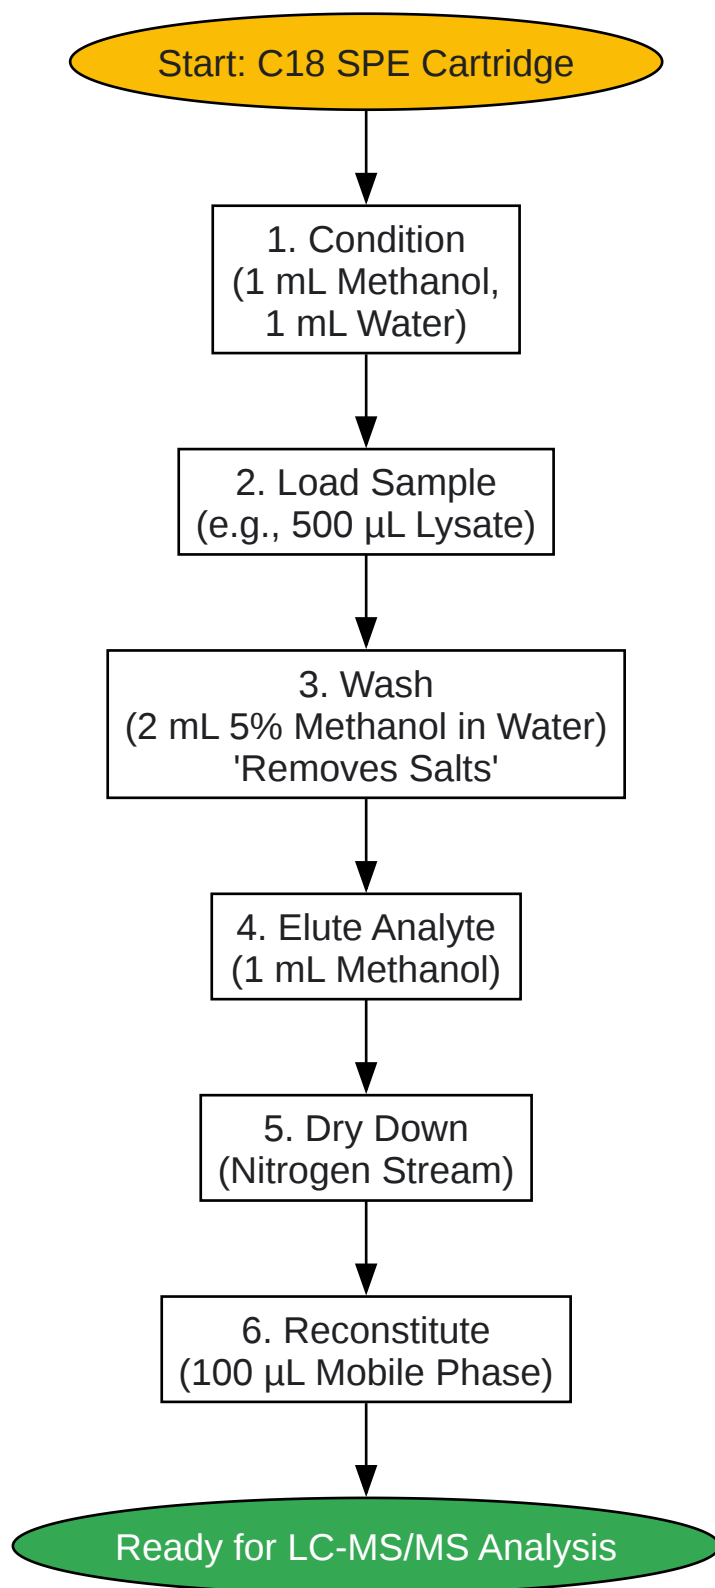 Start: C18 SPE Cartridge
1. Condition
(1 mL Methanol,
1 mL Water)
2. Load Sample
(e.g., 500 µL Lysate)
3. Wash
(2 mL 5% Methanol in Water)
'Removes Salts'
4. Elute Analyte
(1 mL Methanol)
5. Dry Down
(Nitrogen Stream)
6. Reconstitute
(100 µL Mobile Phase)
Ready for LC-MS/MS Analysis